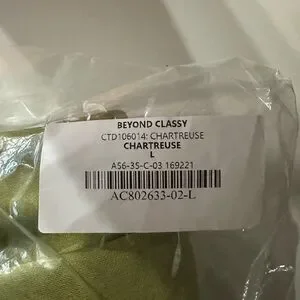 BEYOND CLASSY
CTD106014: CHARTREUSE
CHARTREUSE
L
A56-35-C-03 169221
AC802633-02-L